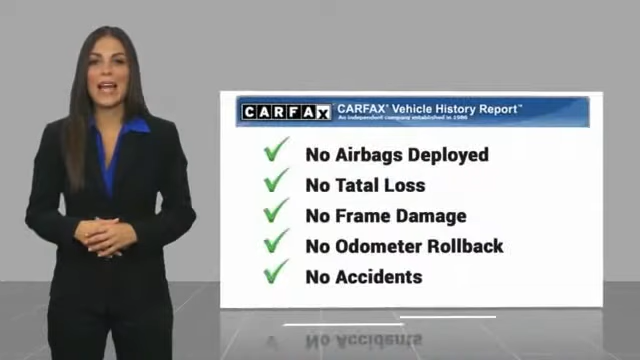 CARFAX CARFAX® Vehicle History Report™
An independent company established in 1986
No Airbags Deployed
No Tatal Loss
No Frame Damage
No Odometer Rollback
No Accidents